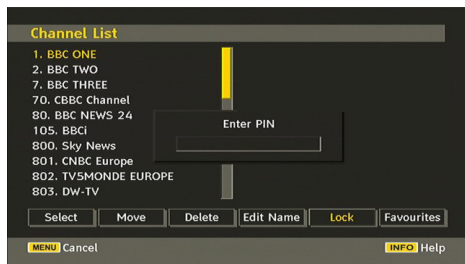 Channel List
1. BBC ONE
2. BBC TWO
7. BBC THREE
70. CBBC Channel
80. BBC NEWS 24
105. BBCi
800. Sky News
801. CNBC Europe
802. TV5MONDE EUROPE
803. DW-TV
Enter PIN
Select Move Delete Edit Name Lock Favourites
MENU Cancel INFO Help